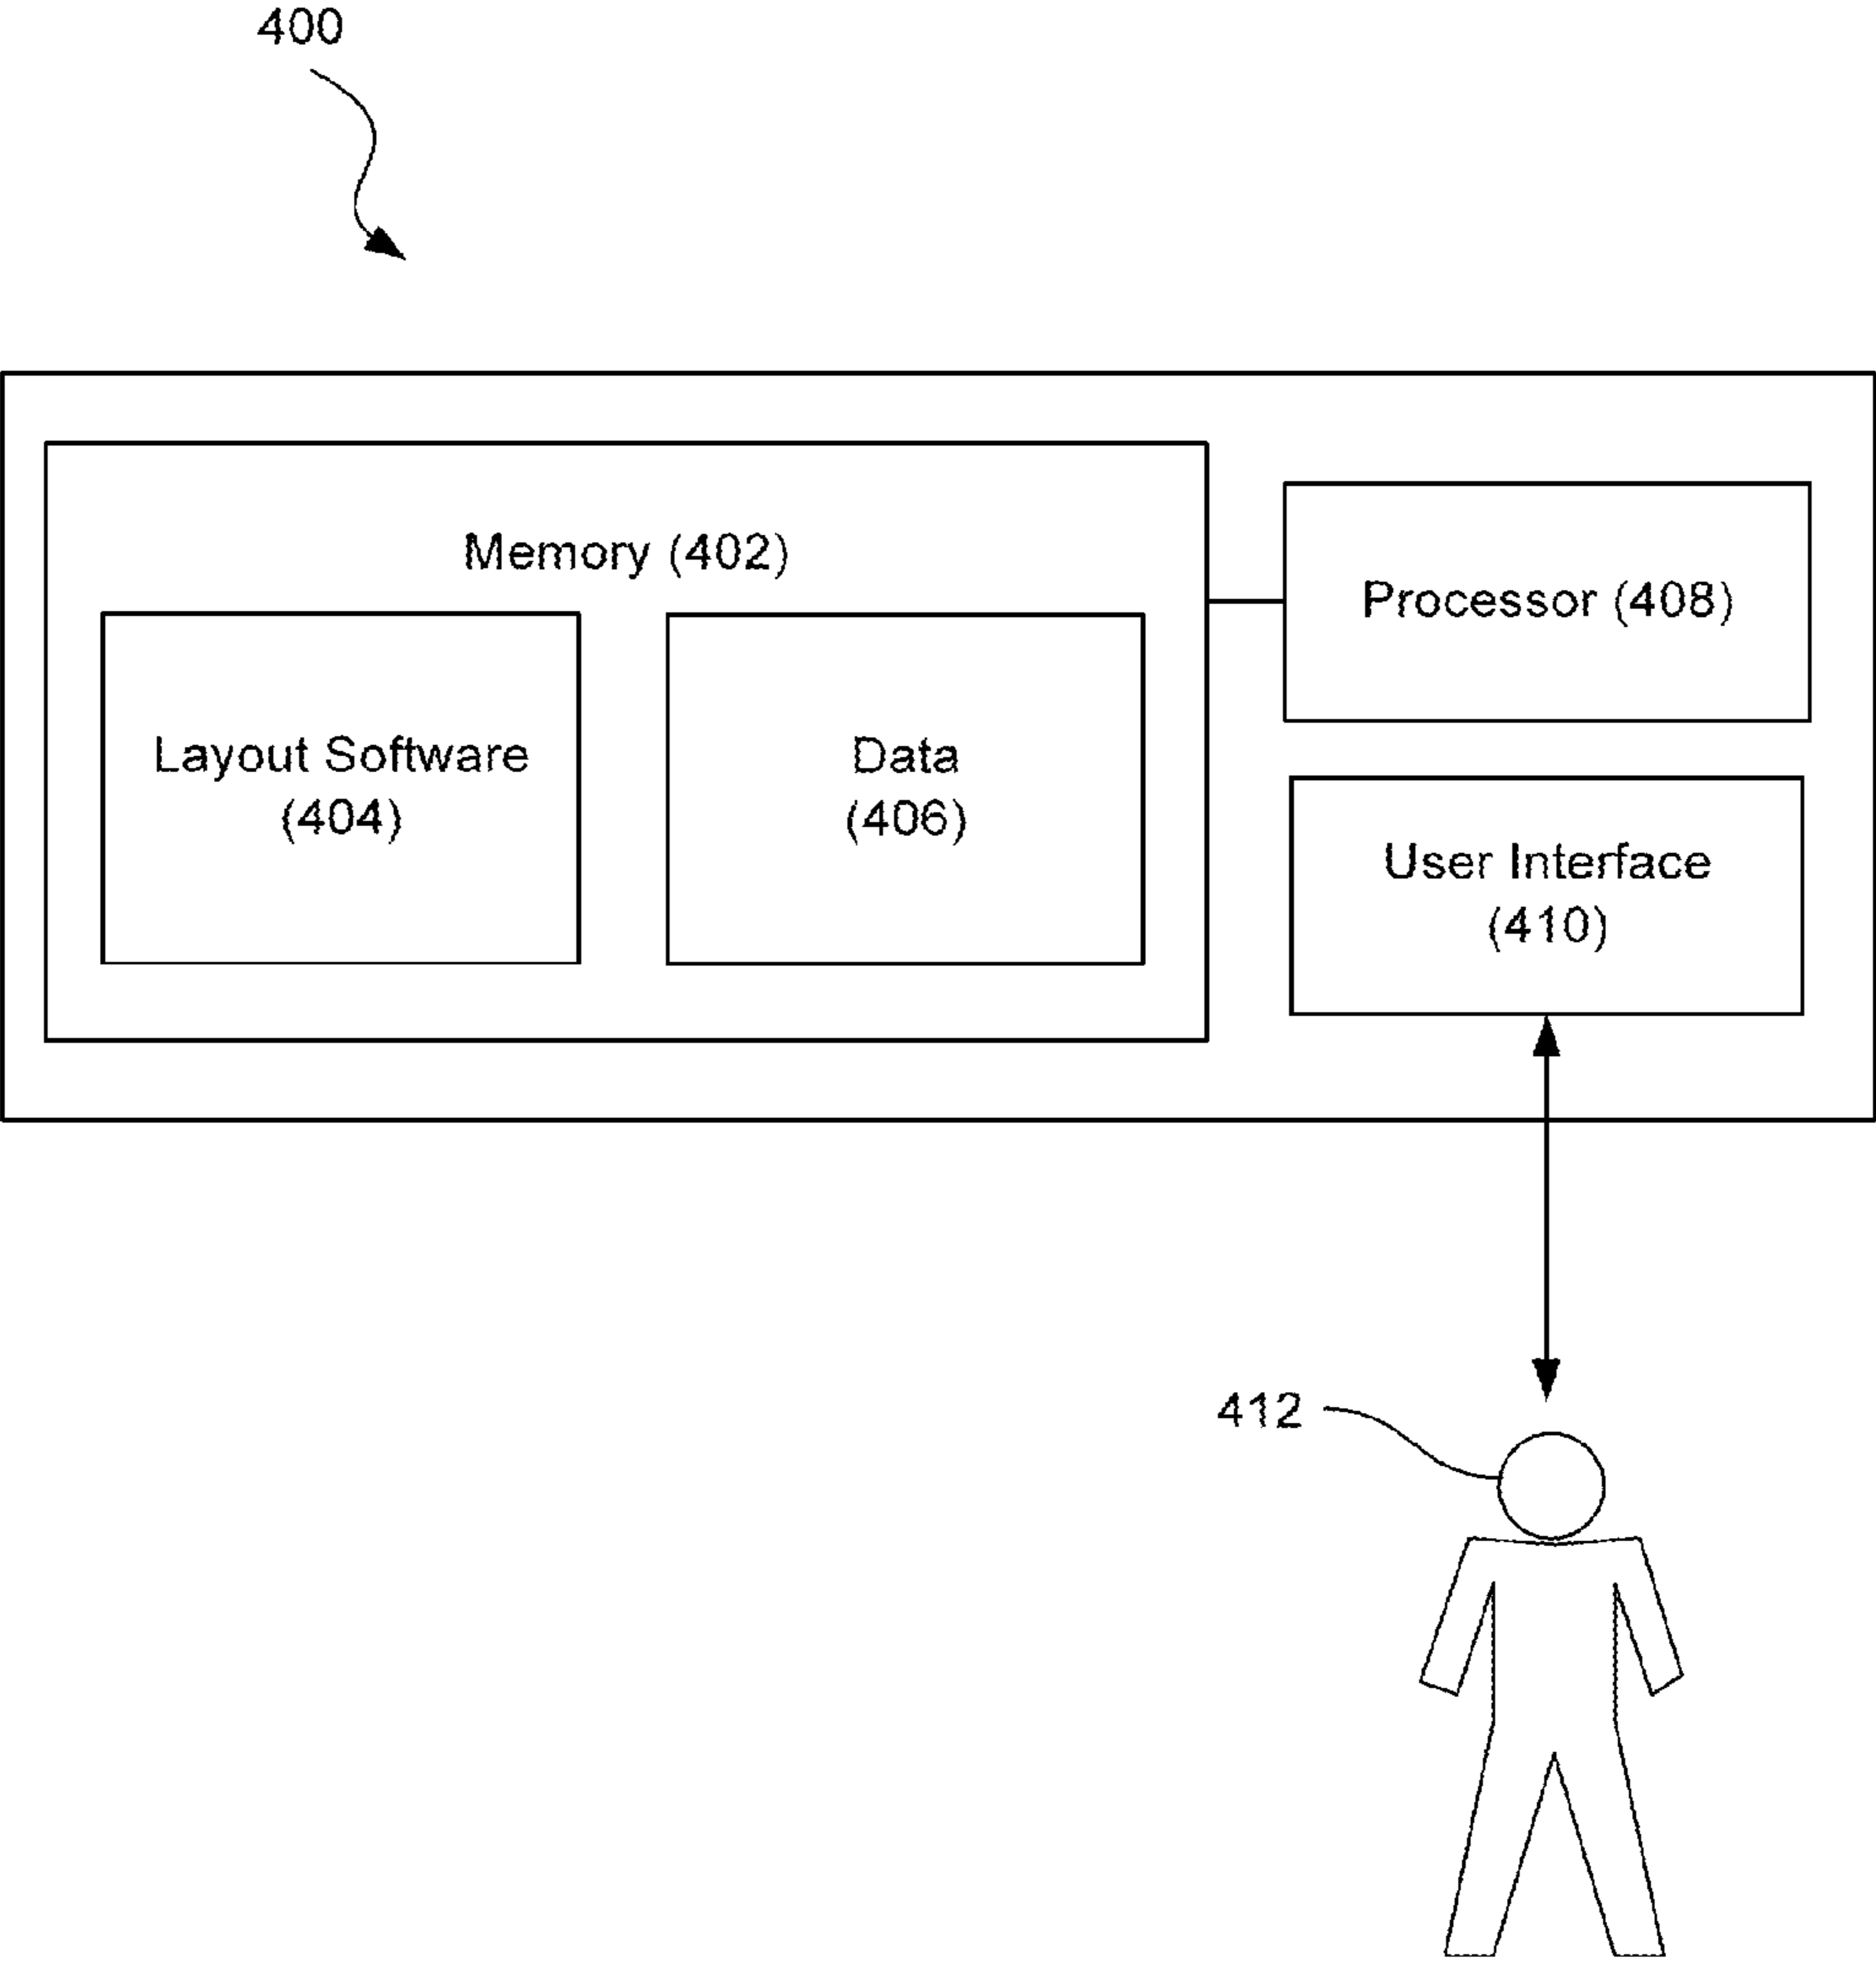 400
Memory (402)
Layout Software
(404)
Data
(406)
Processor (408)
User Interface
(410)
412